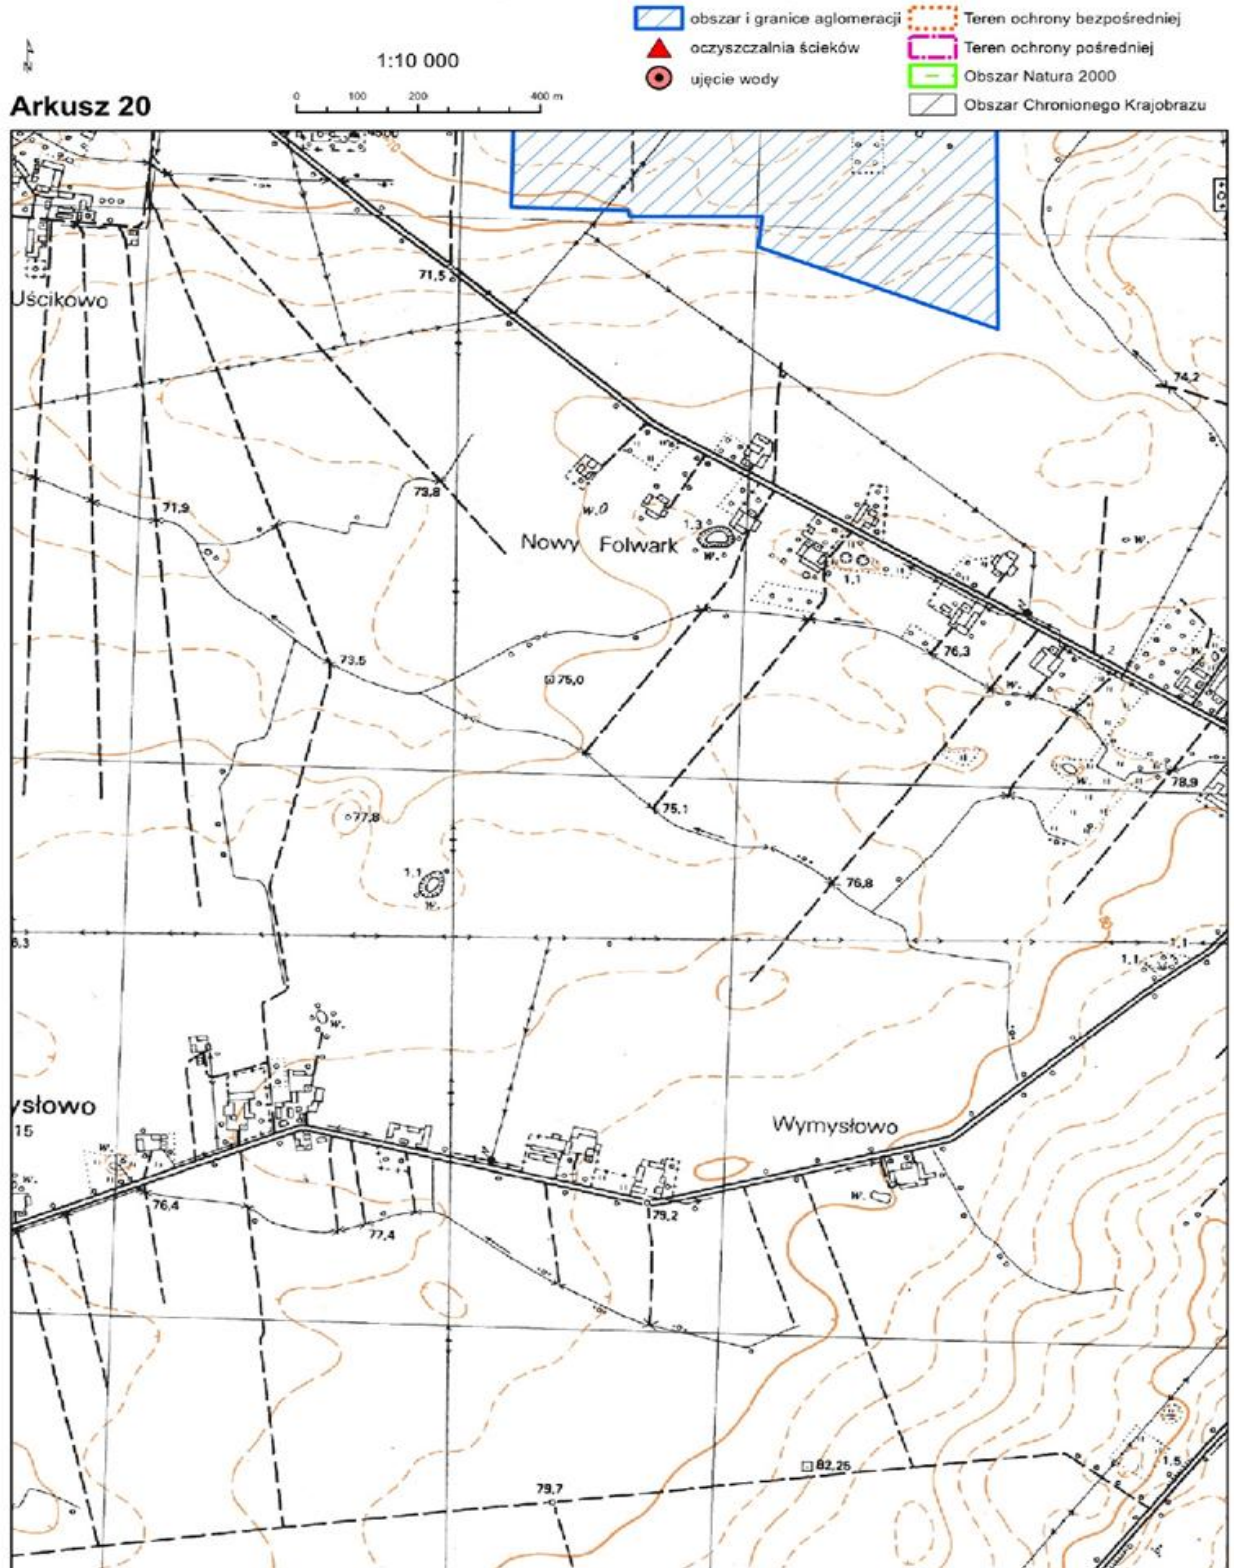 obszar i granice aglomeracji
Teren ochrony bezpośredniej
1:10 000
oczyszczalnia ścieków
Teren ochrony pośredniej
ujęcie wody
Obszar Natura 2000
Arkusz 20
0 100 200 400 m
Obszar Chronionego Krajobrazu
71,5
Uścikowo
75
74,2
73,8
71,9
w.
1.3
Nowy Folwark
w.
w.
1.1
76,3
2
w.
73,5
75,0
w.
w.
78,9
75,1
77,8
1.1
w.
76,8
80
6.3
1.1
1.1
w.
ysłowo
15
Wymysłowo
w.
w.
w.
76,4
79,2
77,4
82,25
1.5
79,7